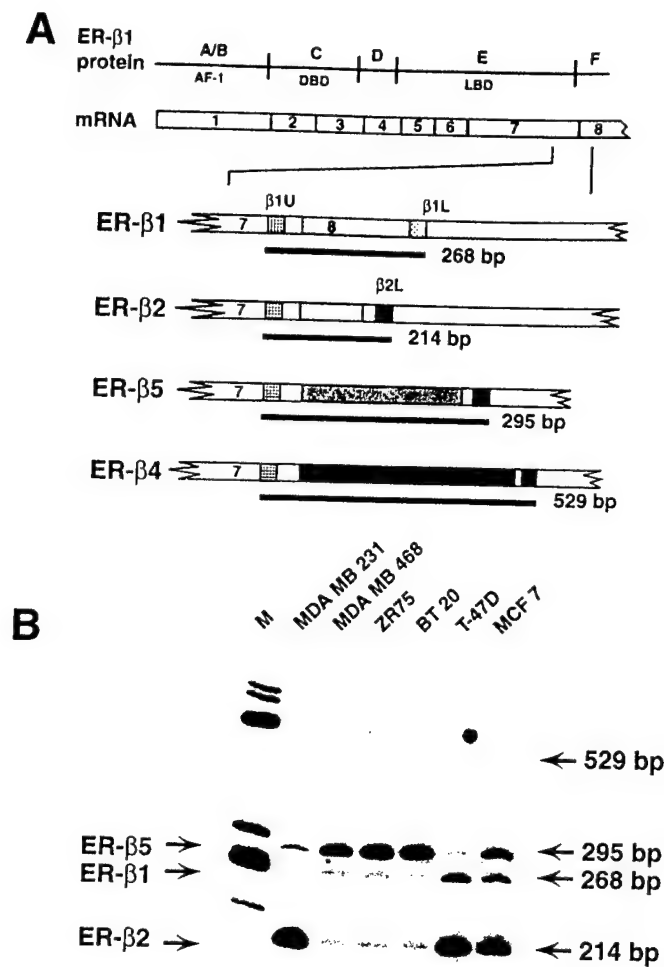 A
ER-β1 protein
A/B C D E F
AF-1 DBD LBD
mRNA 1 2 3 4 5 6 7 8
β1U β1L
ER-β1 7 8
268 bp
β2L
ER-β2 7
214 bp
ER-β5 7
295 bp
ER-β4 7
529 bp
B
M MDA MB 231 MDA MB 468 ZR75 BT 20 T-47D MCF 7
529 bp
ER-β5 295 bp
ER-β1 268 bp
ER-β2 214 bp